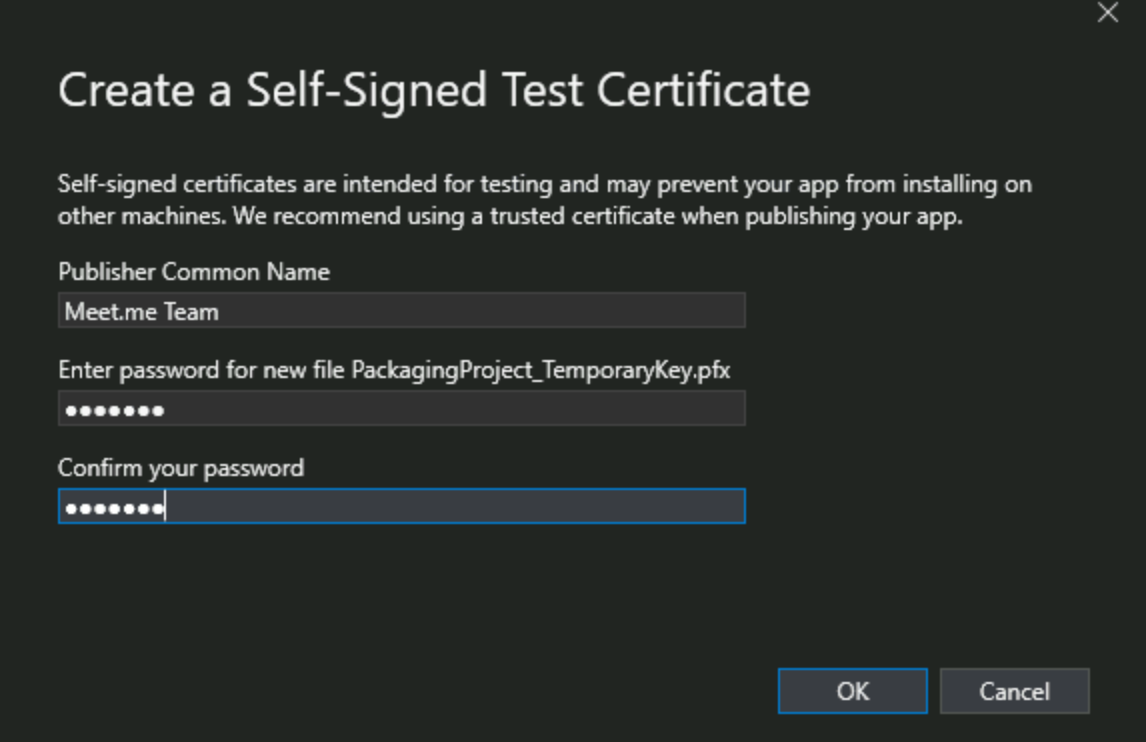 Create a Self-Signed Test Certificate
Self-signed certificates are intended for testing and may prevent your app from installing on
other machines. We recommend using a trusted certificate when publishing your app.
Publisher Common Name
Meet.me Team
Enter password for new file PackagingProject_TemporaryKey.pfx
•••••••
Confirm your password
•••••••
OK
Cancel